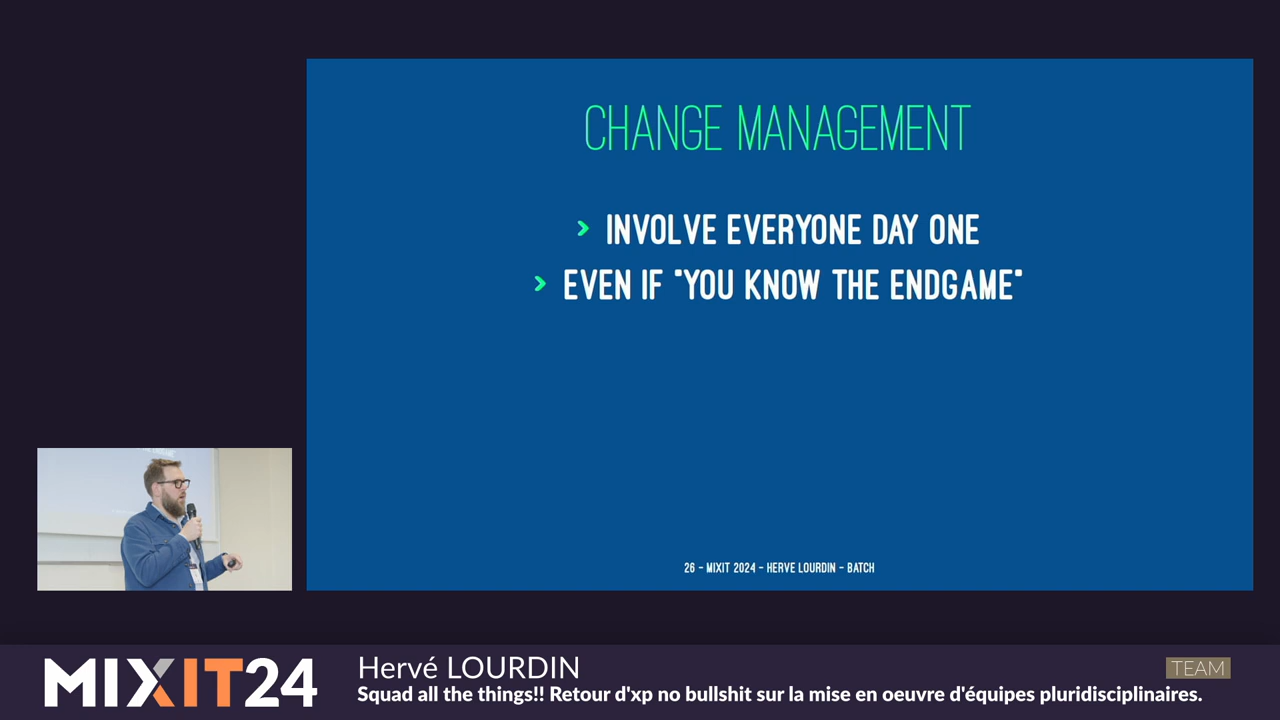 CHANGE MANAGEMENT
> INVOLVE EVERYONE DAY ONE
> EVEN IF "YOU KNOW THE ENDGAME"
26 - MIXIT 2024 - HERVE LOURDIN - BATCH
MIXIT24
Hervé LOURDIN
TEAM
Squad all the things!! Retour d'xp no bullshit sur la mise en oeuvre d'équipes pluridisciplinaires.